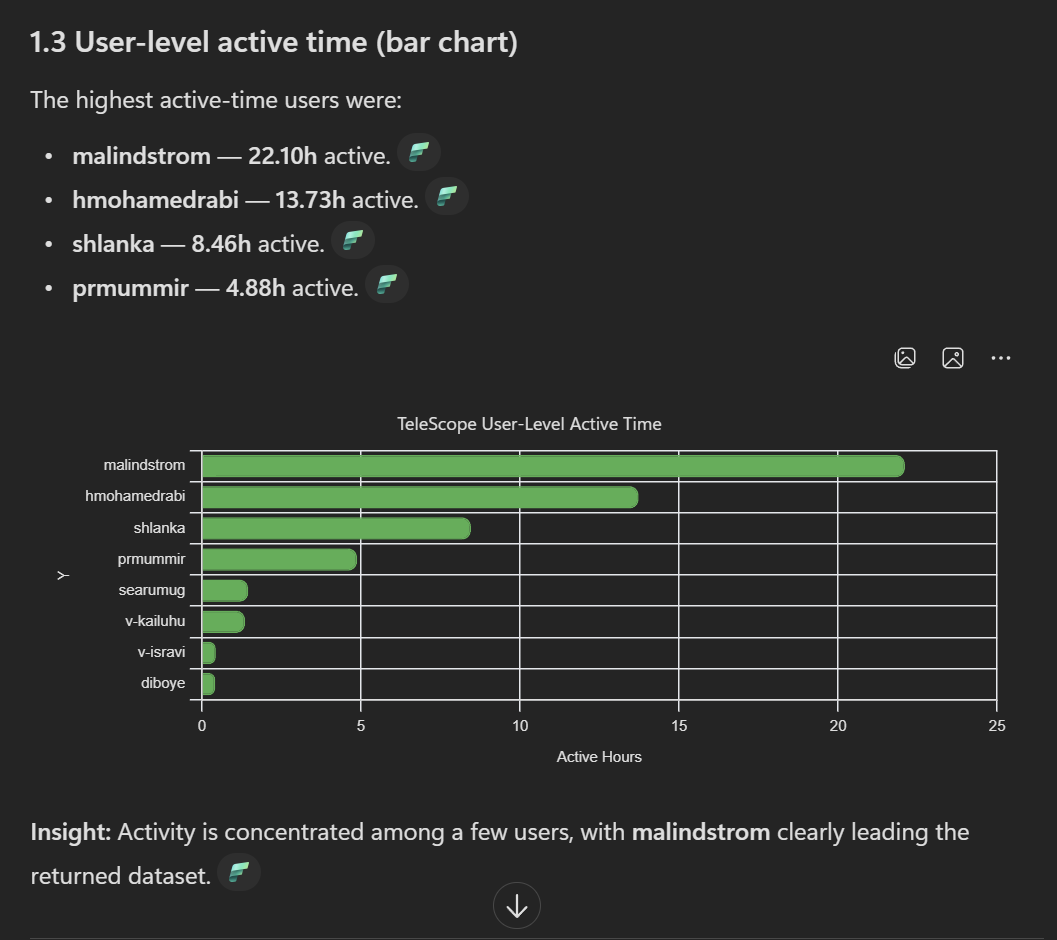 1.3 User-level active time (bar chart)
The highest active-time users were:
• malindstrom — 22.10h active.
• hmohamedrabi — 13.73h active.
• shlanka — 8.46h active.
• prmummir — 4.88h active.
TeleScope User-Level Active Time
malindstrom
hmohamedrabi
shlanka
prmummir
searumug
v-kailuhu
v-isravi
diboye
Y
0 5 10 15 20 25
Active Hours
Insight: Activity is concentrated among a few users, with malindstrom clearly leading the
returned dataset.